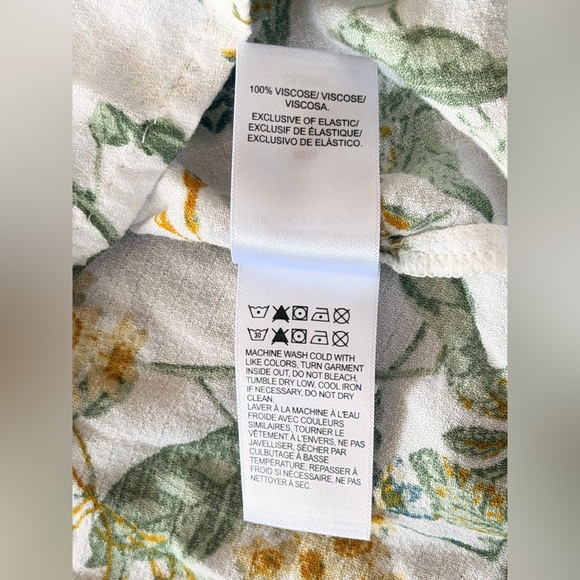 100% VISCOSE/ VISCOSE/
VISCOSA.
EXCLUSIVE OF ELASTIC/
EXCLUSIF DE ÉLASTIQUE/
EXCLUSIVO DE ELÁSTICO.
30
MACHINE WASH COLD WITH
LIKE COLORS, TURN GARMENT
INSIDE OUT, DO NOT BLEACH,
TUMBLE DRY LOW, COOL IRON
IF NECESSARY, DO NOT DRY
CLEAN.
LAVER À LA MACHINE À L'EAU
FROIDE AVEC COULEURS
SIMILAIRES, TOURNER LE
VÊTEMENT À L'ENVERS, NE PAS
JAVELLISER, SÉCHER PAR
CULBUTAGE À BASSE
TEMPÉRATURE, REPASSER À
FROID SI NÉCESSAIRE, NE PAS
NETTOYER À SEC.